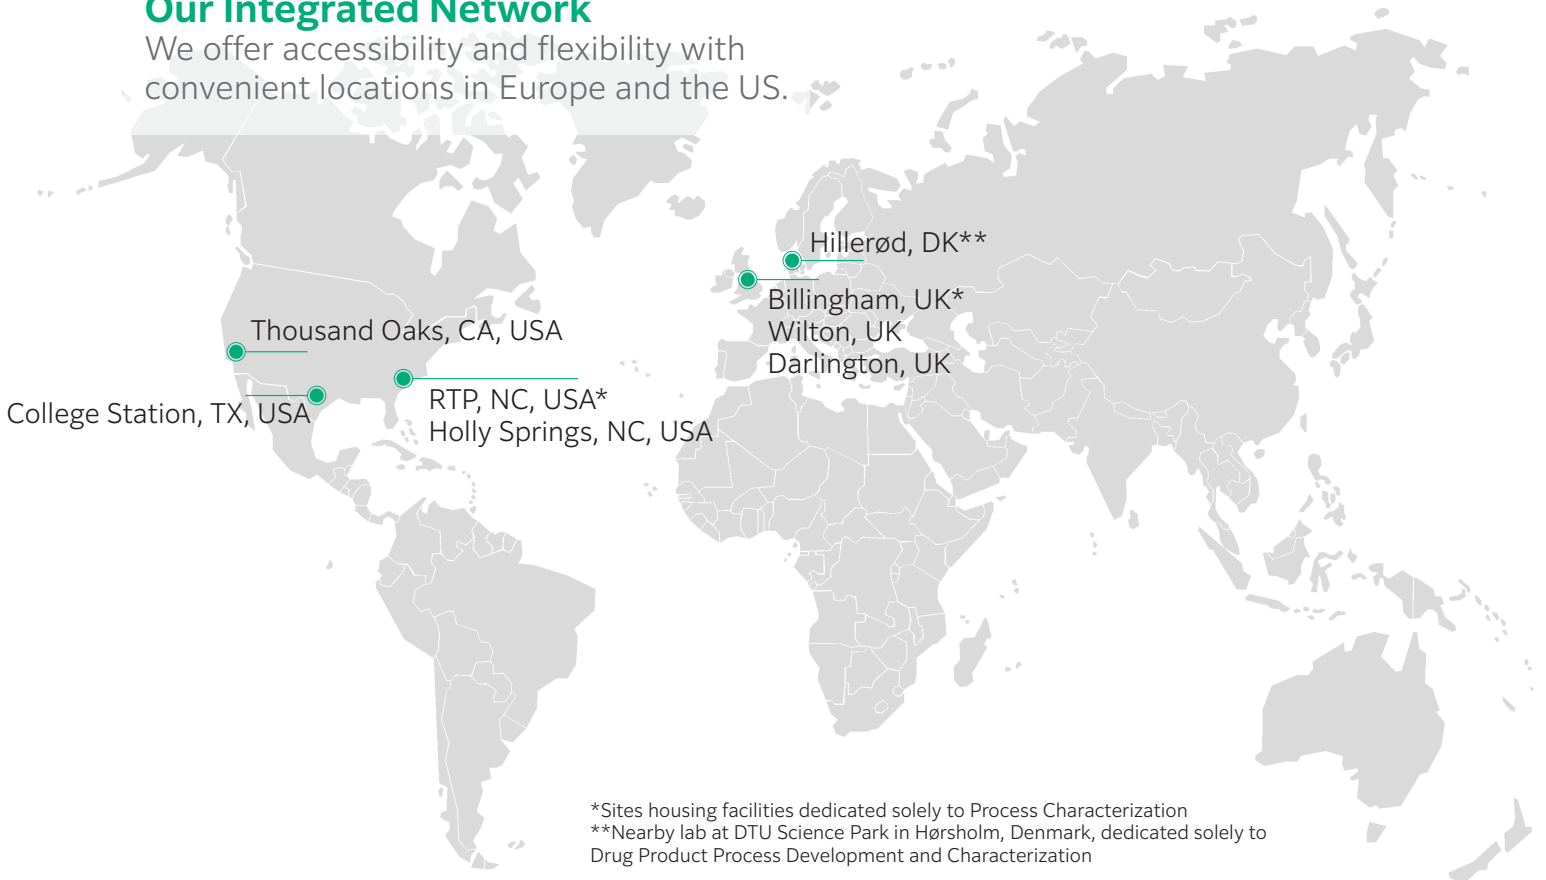 Our Integrated Network
We offer accessibility and flexibility with
convenient locations in Europe and the US.
Hillerød, DK**
Billingham, UK*
Wilton, UK
Darlington, UK
Thousand Oaks, CA, USA
College Station, TX, USA
RTP, NC, USA*
Holly Springs, NC, USA
*Sites housing facilities dedicated solely to Process Characterization
**Nearby lab at DTU Science Park in Hørsholm, Denmark, dedicated solely to
Drug Product Process Development and Characterization